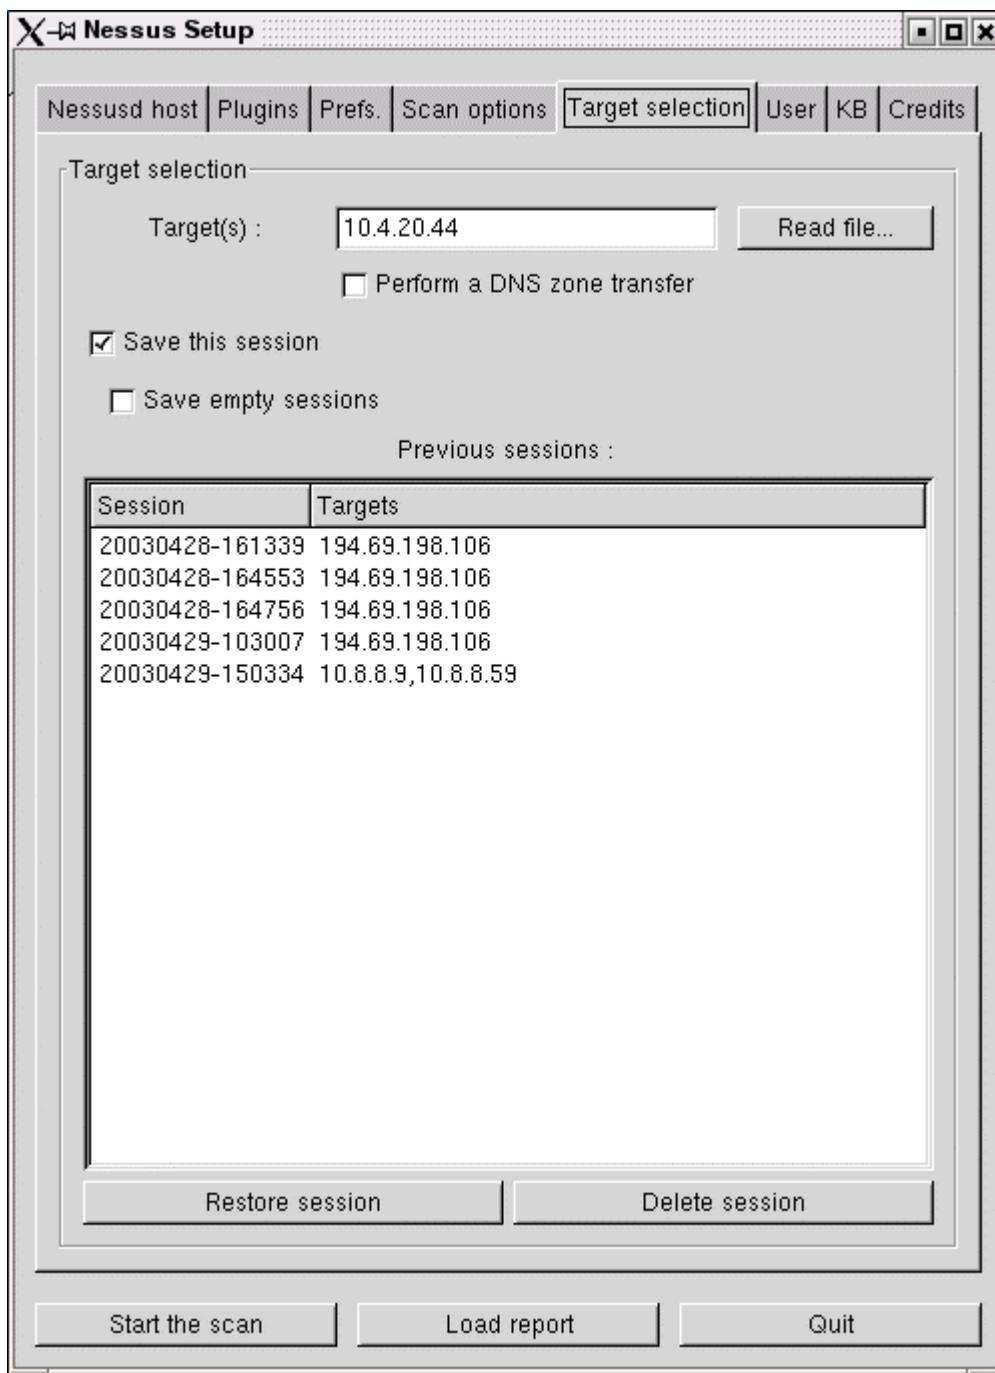 Nessus Setup
Nessusd host Plugins Prefs. Scan options Target selection User KB Credits
Target selection
Target(s) : 10.4.20.44 Read file...
Perform a DNS zone transfer
Save this session
Save empty sessions
Previous sessions :
Session Targets
20030428-161339 194.69.198.106
20030428-164553 194.69.198.106
20030428-164756 194.69.198.106
20030429-103007 194.69.198.106
20030429-150334 10.8.8.9,10.8.8.59
Restore session Delete session
Start the scan Load report Quit